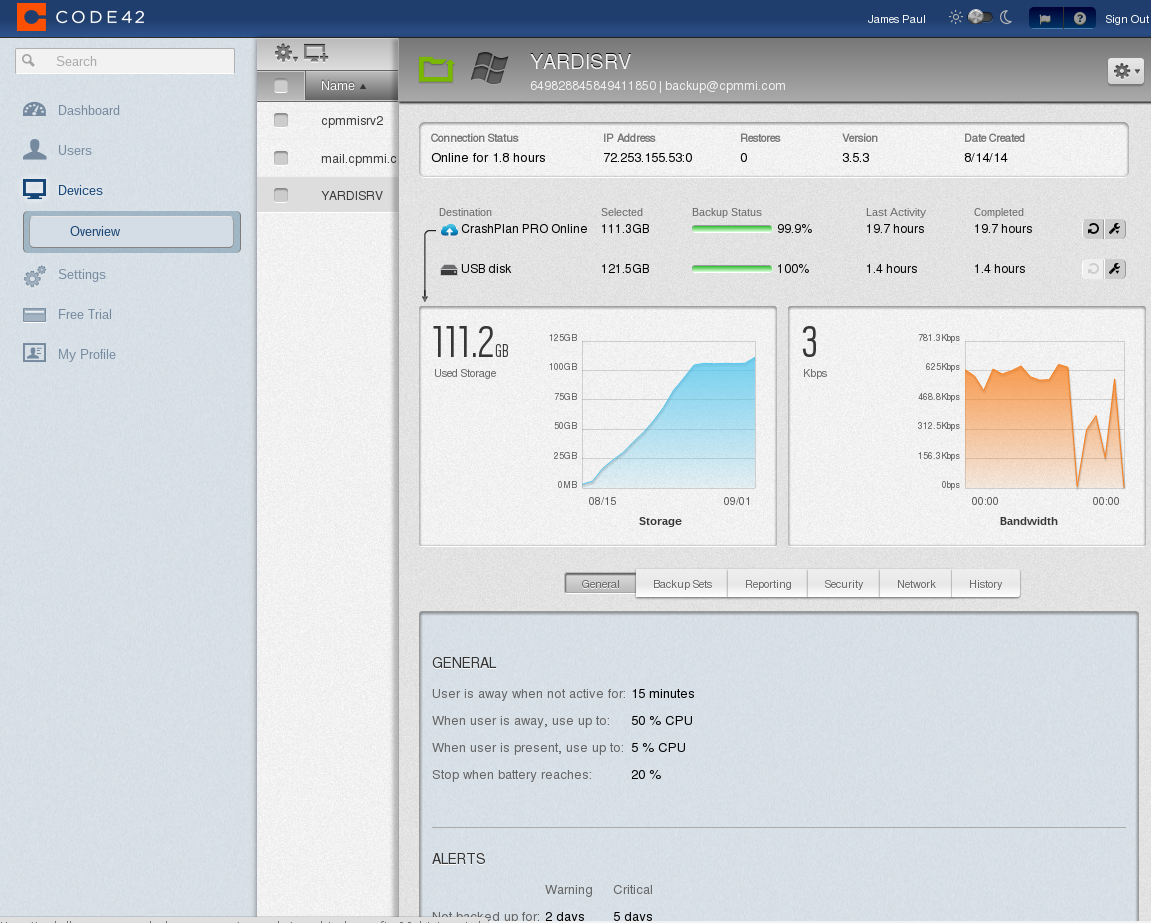 CODE42
James Paul
Sign Out
Search
Dashboard
Users
Devices
Overview
Settings
Free Trial
My Profile
Name
cpmmisrv2
mail.cpmmi.c
YARDISRV
YARDISRV
649828845849411850 | backup@cpmmi.com
Connection Status IP Address Restores Version Date Created
Online for 1.8 hours 72.253.155.53:0 0 3.5.3 8/14/14
Destination Selected Backup Status Last Activity Completed
CrashPlan PRO Online 111.3GB 99.9% 19.7 hours 19.7 hours
USB disk 121.5GB 100% 1.4 hours 1.4 hours
111.2GB
Used Storage
125GB
100GB
75GB
50GB
25GB
0MB
08/15 09/01
Storage
3
Kbps
781.3Kbps
625Kbps
468.8Kbps
312.5Kbps
156.3Kbps
0bps
00:00 00:00
Bandwidth
General Backup Sets Reporting Security Network History
GENERAL
User is away when not active for: 15 minutes
When user is away, use up to: 50 % CPU
When user is present, use up to: 5 % CPU
Stop when battery reaches: 20 %
ALERTS
Warning Critical
Not backed up for: 2 days 5 days